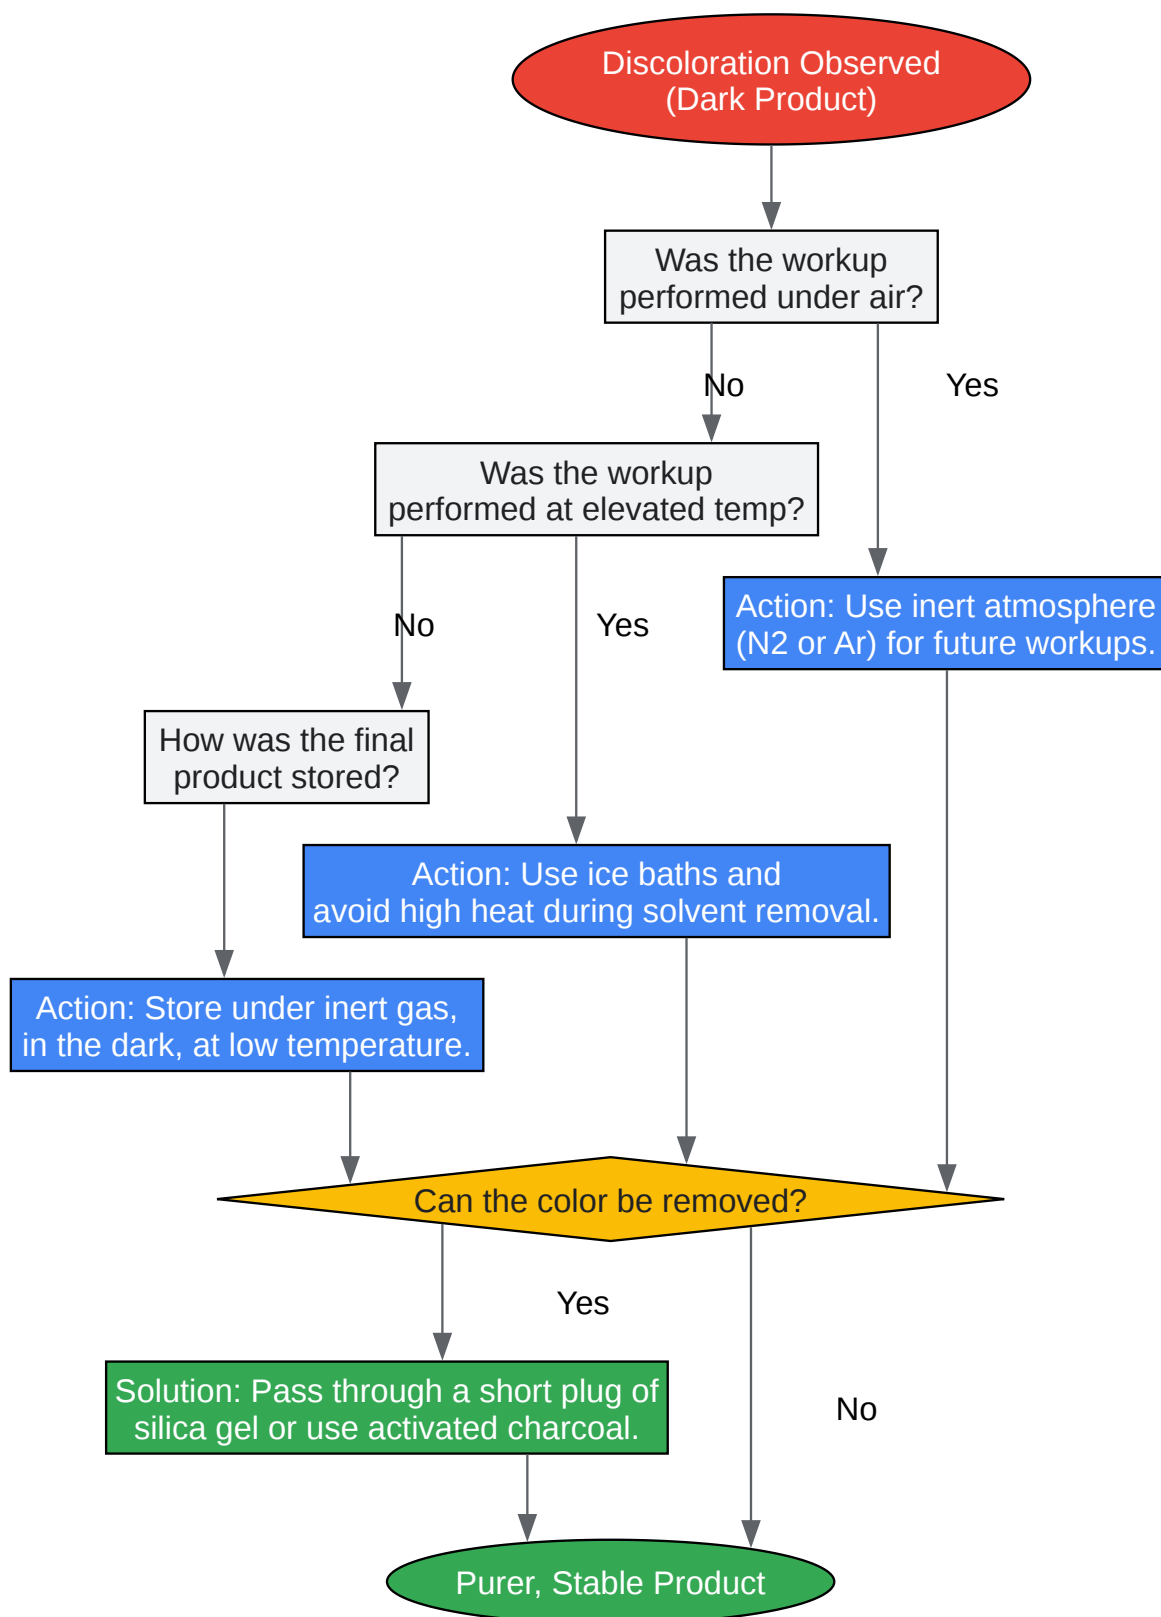 Discoloration Observed
(Dark Product)
Was the workup
performed under air?
No
Yes
Was the workup
performed at elevated temp?
Action: Use inert atmosphere
(N2 or Ar) for future workups.
No
Yes
How was the final
product stored?
Action: Use ice baths and
avoid high heat during solvent removal.
Action: Store under inert gas,
in the dark, at low temperature.
Can the color be removed?
Yes
Solution: Pass through a short plug of
silica gel or use activated charcoal.
No
Purer, Stable Product